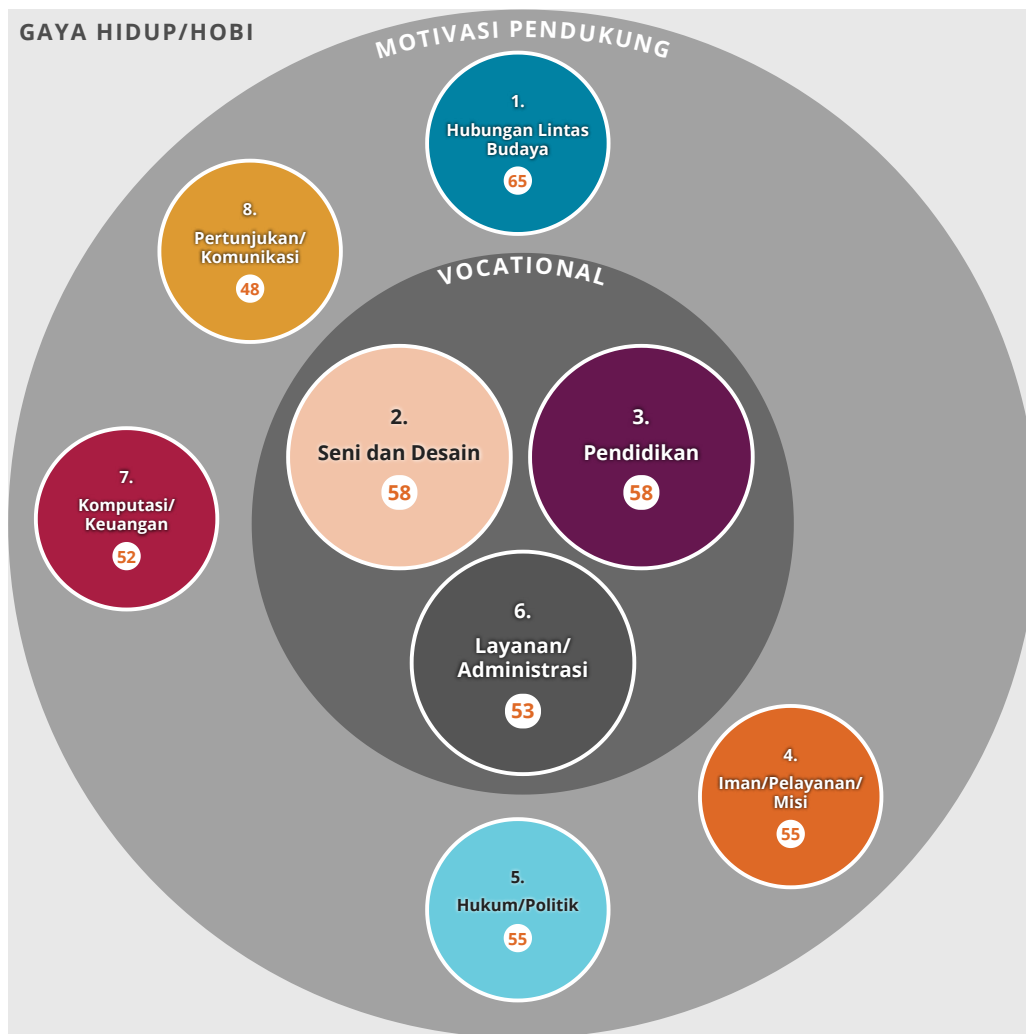 GAYA HIDUP/HOBI
MOTIVASI PENDUKUNG
1.
Hubungan Lintas
Budaya
65
8.
Pertunjukan/
Komunikasi
48
VOCATIONAL
2.
Seni dan Desain
58
3.
Pendidikan
58
7.
Komputasi/
Keuangan
52
6.
Layanan/
Administrasi
53
4.
Iman/Pelayanan/
Misi
55
5.
Hukum/Politik
55